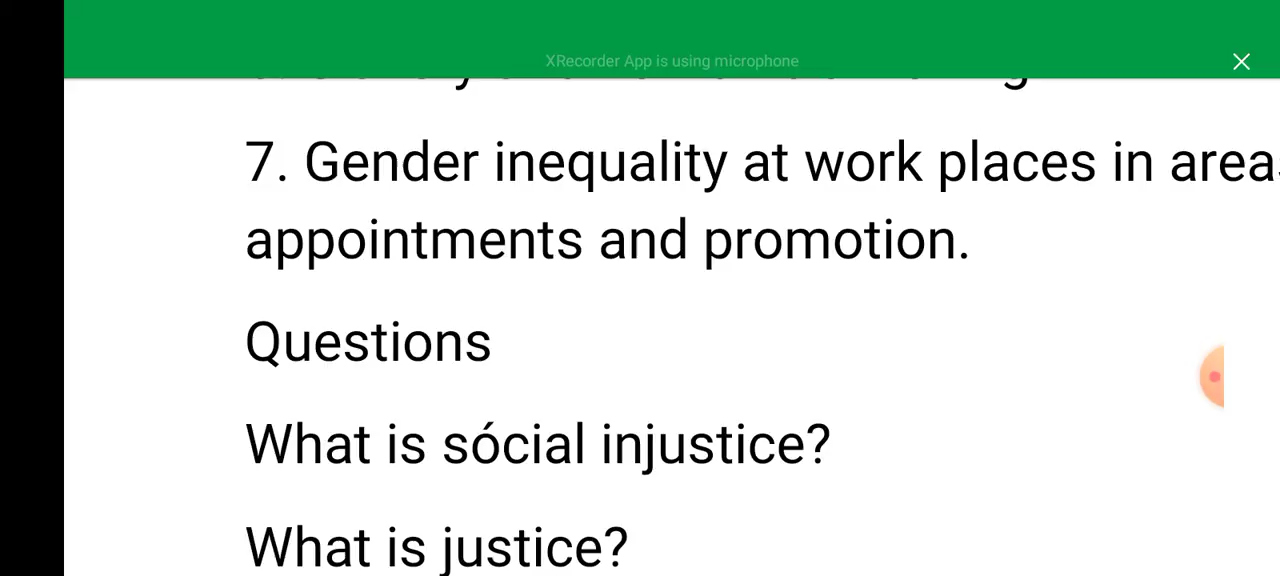 XRecorder App is using microphone
7. Gender inequality at work places in
appointments and promotion.
Questions
What is sócial injustice?
What is justice?